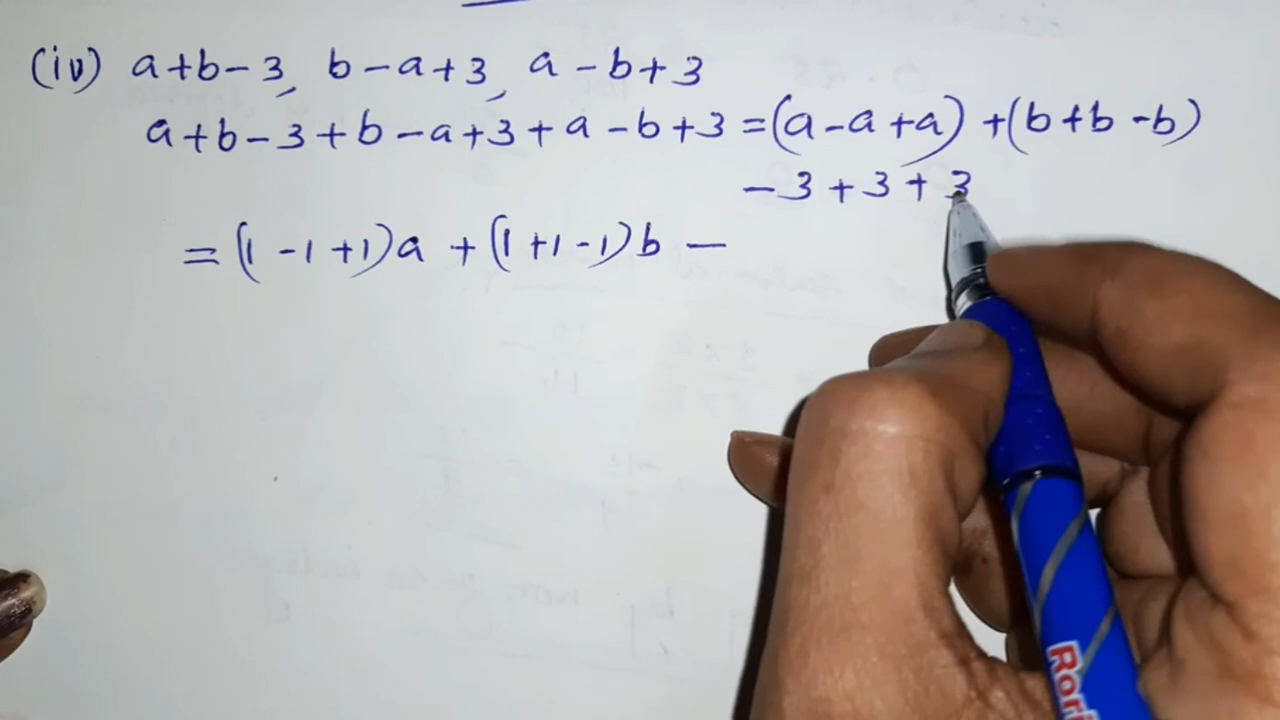 (iv) a+b-3, b-a+3, a-b+3
a+b-3+b-a+3+a-b+3=(a-a+a)+(b+b-b)
-3+3+3
=(1-1+1)a+(1+1-1)b-